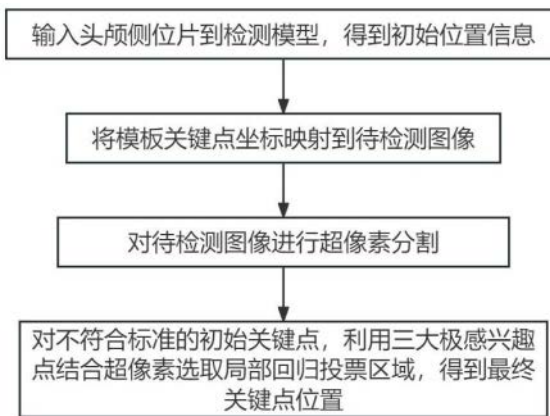 输入头颅侧位片到检测模型，得到初始位置信息
将模板关键点坐标映射到待检测图像
对待检测图像进行超像素分割
对不符合标准的初始关键点，利用三大极感兴趣
点结合超像素选取局部回归投票区域，得到最终
关键点位置